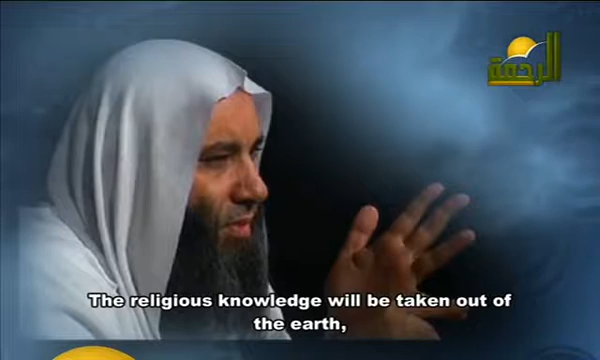 الرحمة
The religious knowledge will be taken out of
the earth,